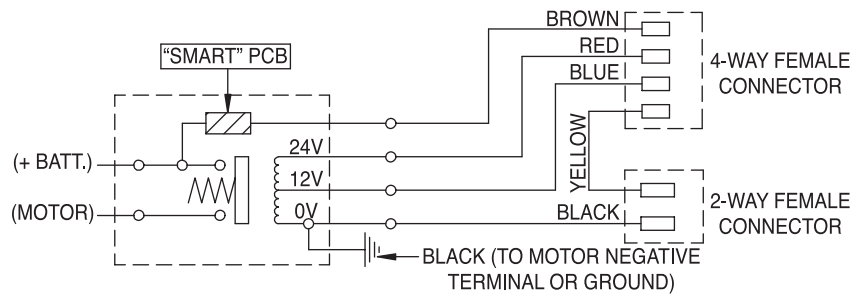 BROWN
"SMART" PCB
RED
4-WAY FEMALE
CONNECTOR
BLUE
24V
YELLOW
(+ BATT.)
12V
(MOTOR)
0V
BLACK
2-WAY FEMALE
CONNECTOR
BLACK (TO MOTOR NEGATIVE
TERMINAL OR GROUND)